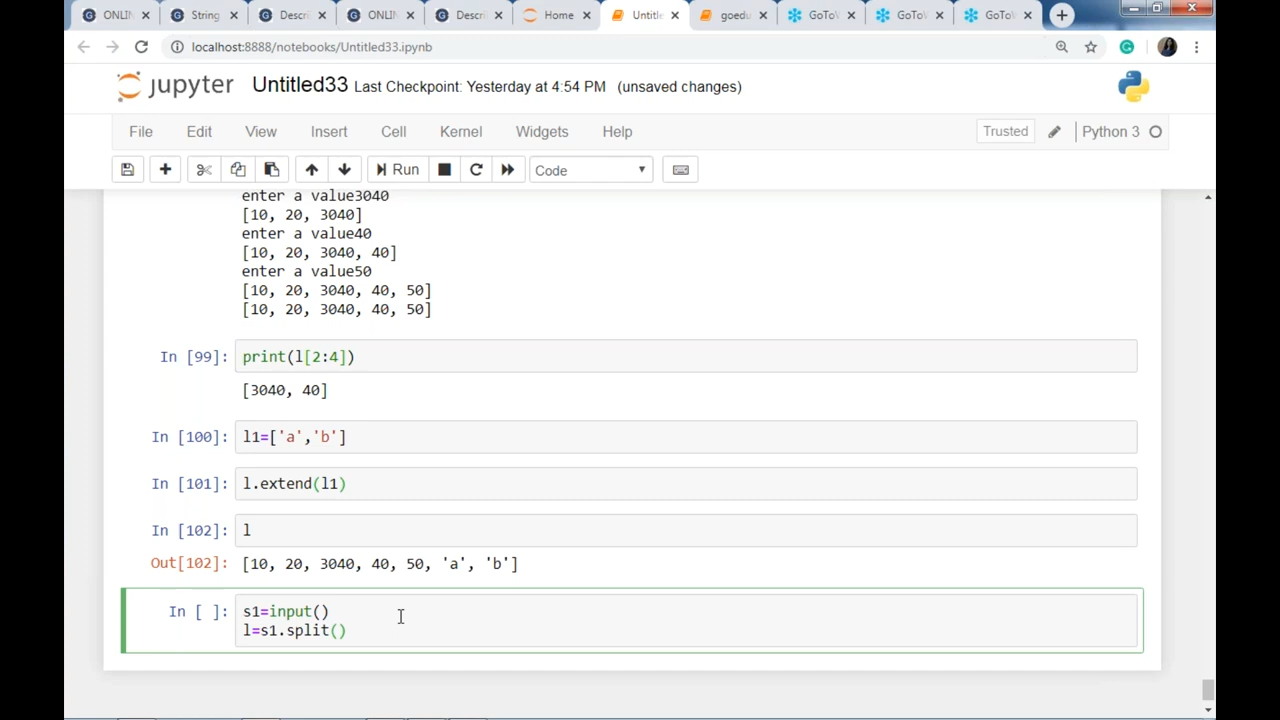 ONLIN
String
Descri
ONLIN
Descri
Home
Untitle
goedu
GoToW
GoToW
GoToW
localhost:8888/notebooks/Untitled33.ipynb
jupyter Untitled33 Last Checkpoint: Yesterday at 4:54 PM (unsaved changes)
File Edit View Insert Cell Kernel Widgets Help Trusted Python 3
Run Code
enter a value3040
[10, 20, 3040]
enter a value40
[10, 20, 3040, 40]
enter a value50
[10, 20, 3040, 40, 50]
[10, 20, 3040, 40, 50]
In [99]: print(l[2:4])
[3040, 40]
In [100]: l1=['a','b']
In [101]: l.extend(l1)
In [102]: l
Out[102]: [10, 20, 3040, 40, 50, 'a', 'b']
In [ ]: s1=input()
l=s1.split()